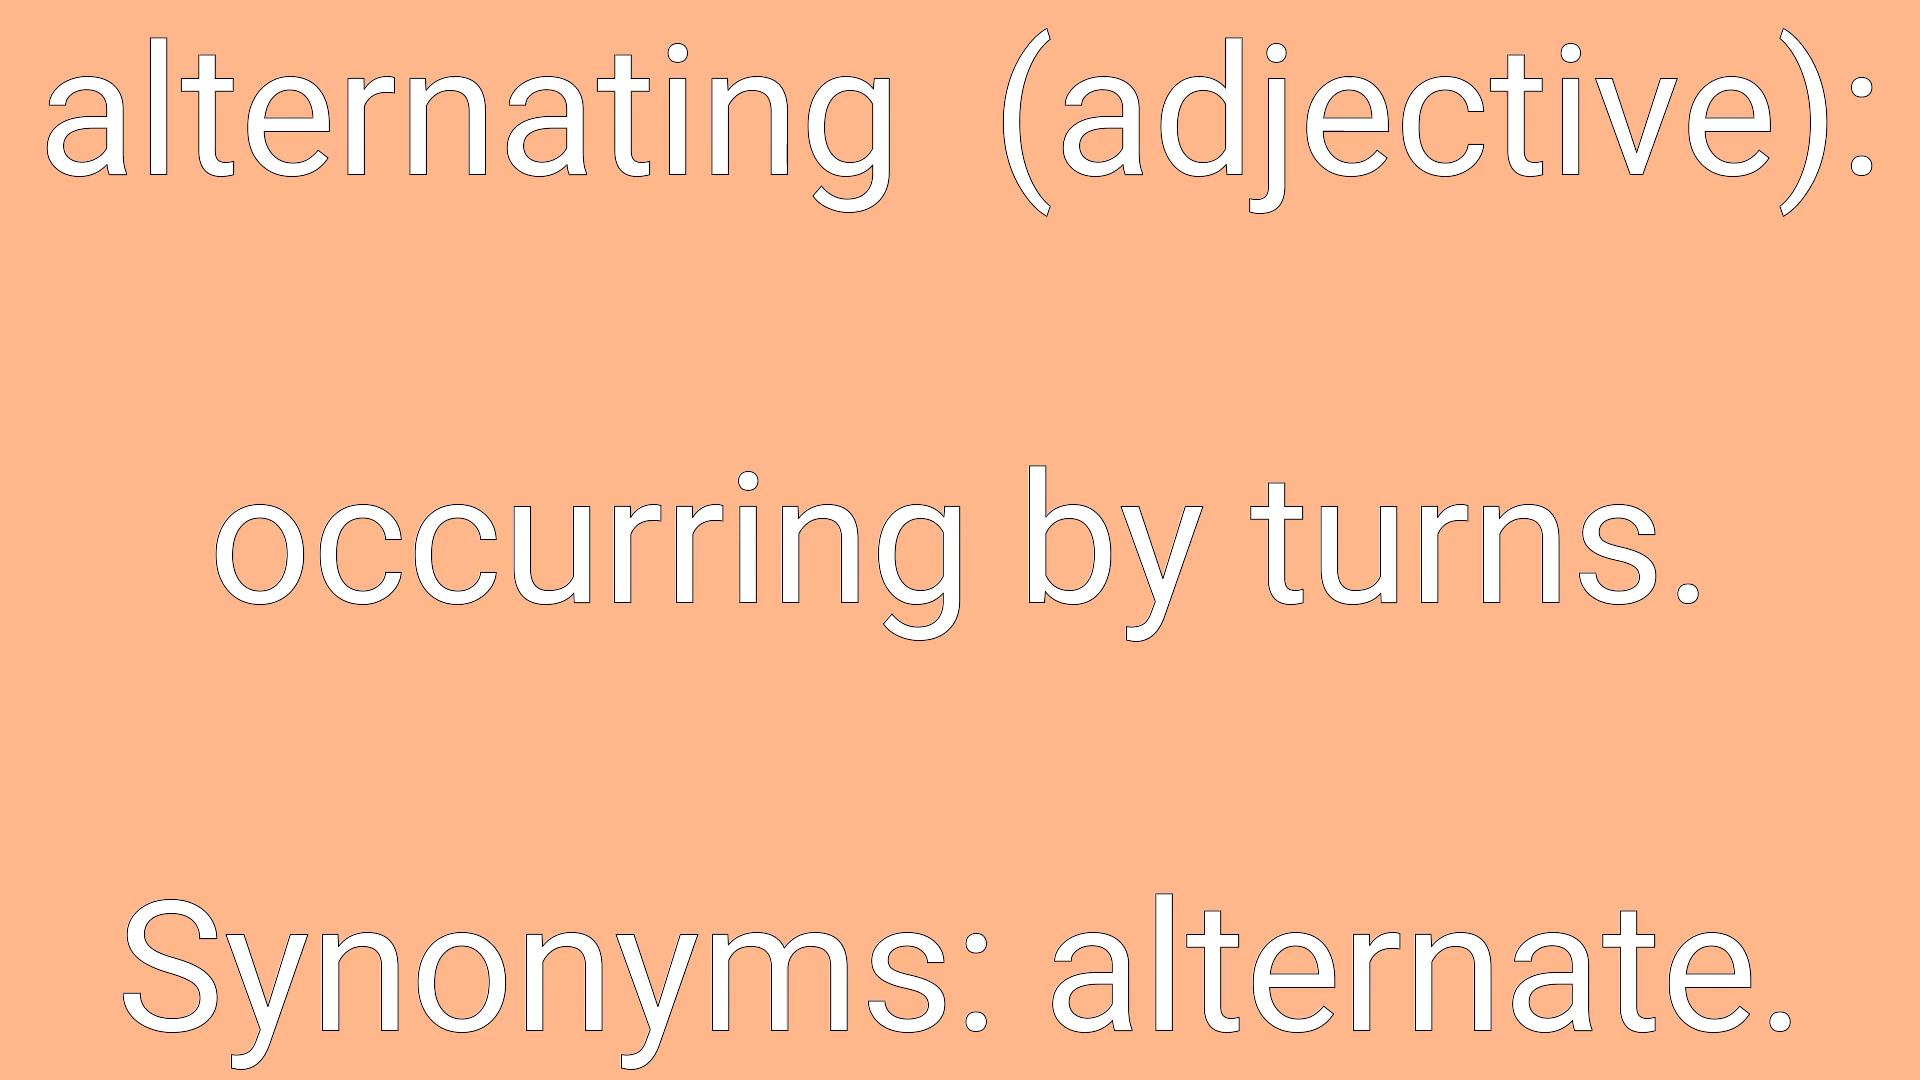 alternating  (adjective):
occurring by turns.
Synonyms: alternate.